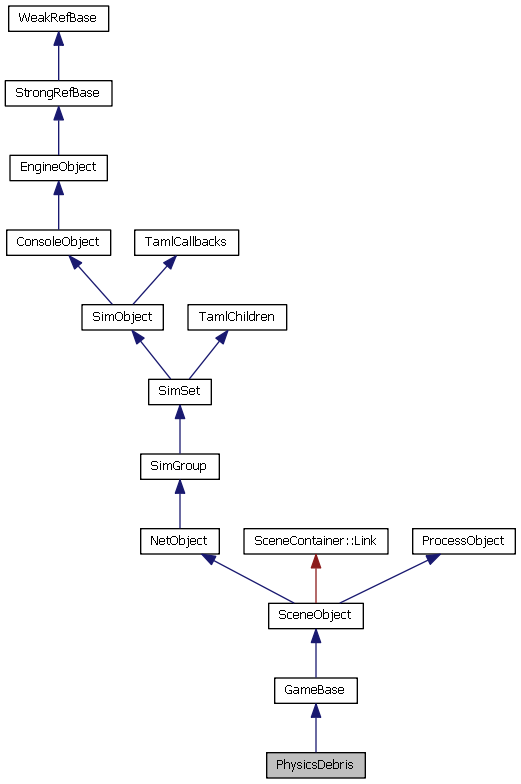 WeakRefBase
StrongRefBase
EngineObject
ConsoleObject
TamlCallbacks
SimObject
TamlChildren
SimSet
SimGroup
NetObject
SceneContainer::Link
ProcessObject
SceneObject
GameBase
PhysicsDebris